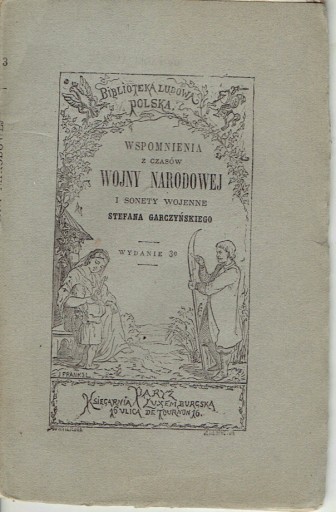 BIBLIOTEKA LUDOWA
POLSKA.
WSPOMNIENIA
Z CZASÓW
WOJNY NARODOWEJ
I SONETY WOJENNE
STEFANA GARCZYŃSKIEGO
WYDANIE 3e
PARYŻ
KSIĘGARNIA LUXEMBURGSKA
16 ULICA DE TOURNON 16.
3